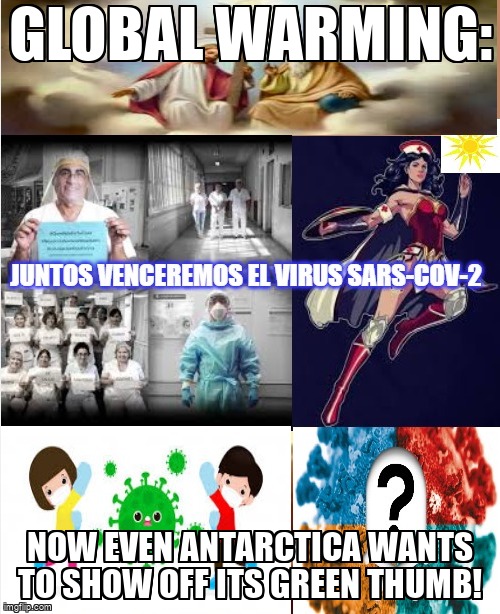 GLOBAL WARMING:
JUNTOS VENCEREMOS EL VIRUS SARS-COV-2
?
NOW EVEN ANTARCTICA WANTS
TO SHOW OFF ITS GREEN THUMB!
imgflip.com